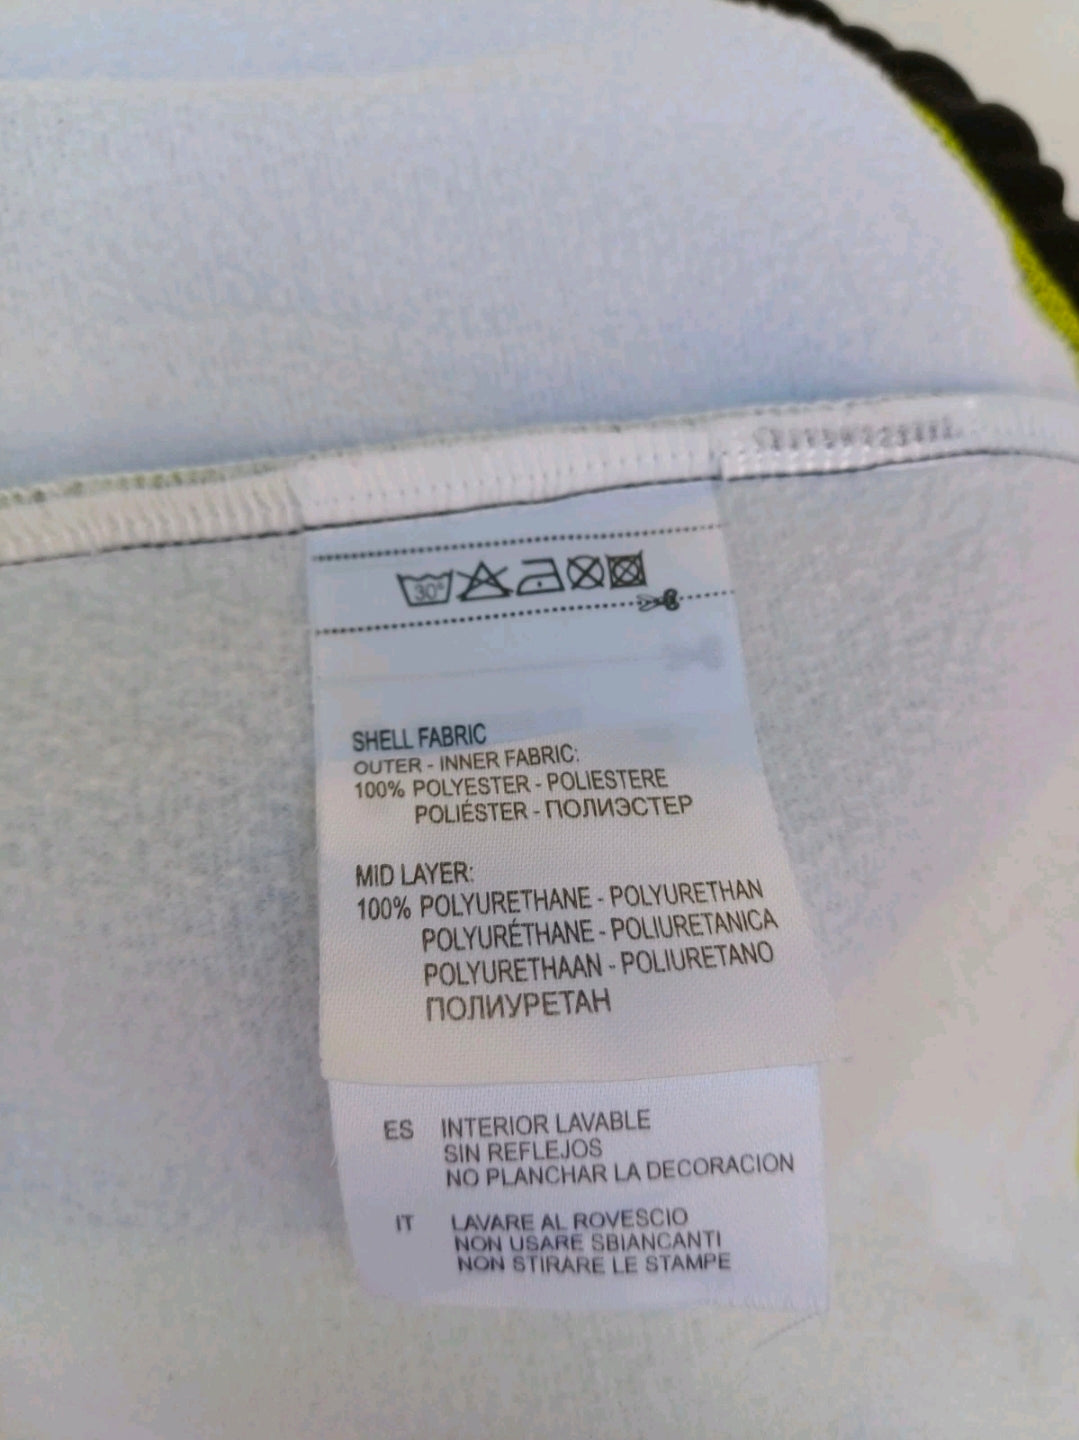 30°
SHELL FABRIC
OUTER - INNER FABRIC:
100% POLYESTER - POLIESTERE
POLIÉSTER - ПОЛИЭСТЕР
MID LAYER:
100% POLYURETHANE - POLYURETHAN
POLYURÉTHANE - POLIURETANICA
POLYURETHAAN - POLIURETANO
ПОЛИУРЕТАН
ES INTERIOR LAVABLE
SIN REFLEJOS
NO PLANCHAR LA DECORACION
IT LAVARE AL ROVESCIO
NON USARE SBIANCANTI
NON STIRARE LE STAMPE